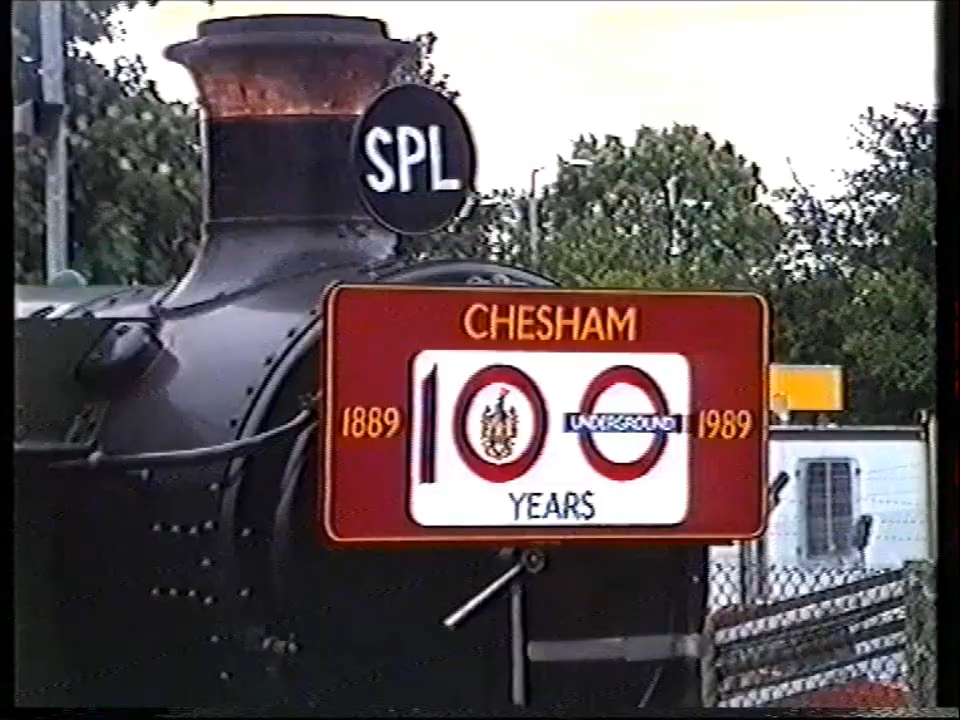 SPL
CHESHAM
1889 100 1989
UNDERGROUND
YEARS